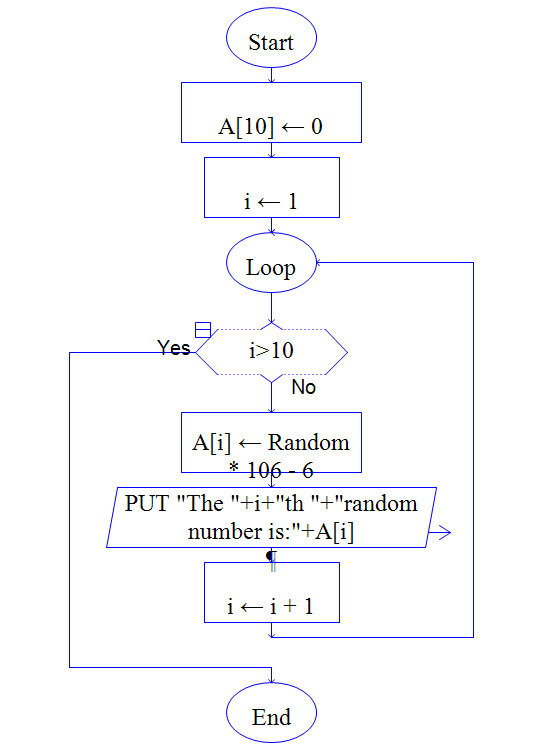 Start
A[10] ← 0
i ← 1
Loop
i>10
Yes
No
A[i] ← Random
* 106 - 6
PUT "The "+i+"th "+"random
number is:"+A[i]
¶
i ← i + 1
End